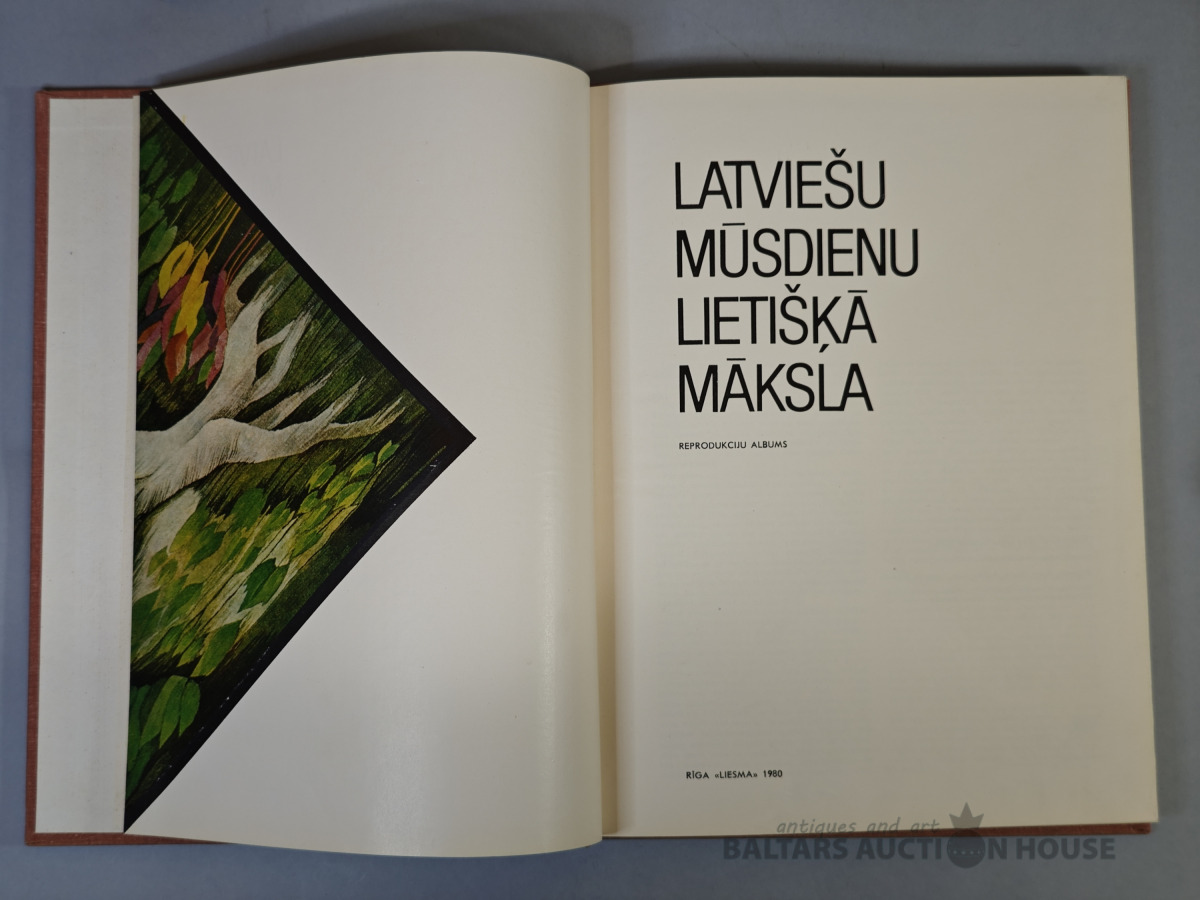 LATVIEŠU
MŪSDIENU
LIETIŠĶĀ
MĀKSLA
REPRODUKCIJU ALBUMS
RĪGA «LIESMA» 1980
antiques and art
BALTARS AUCTION HOUSE